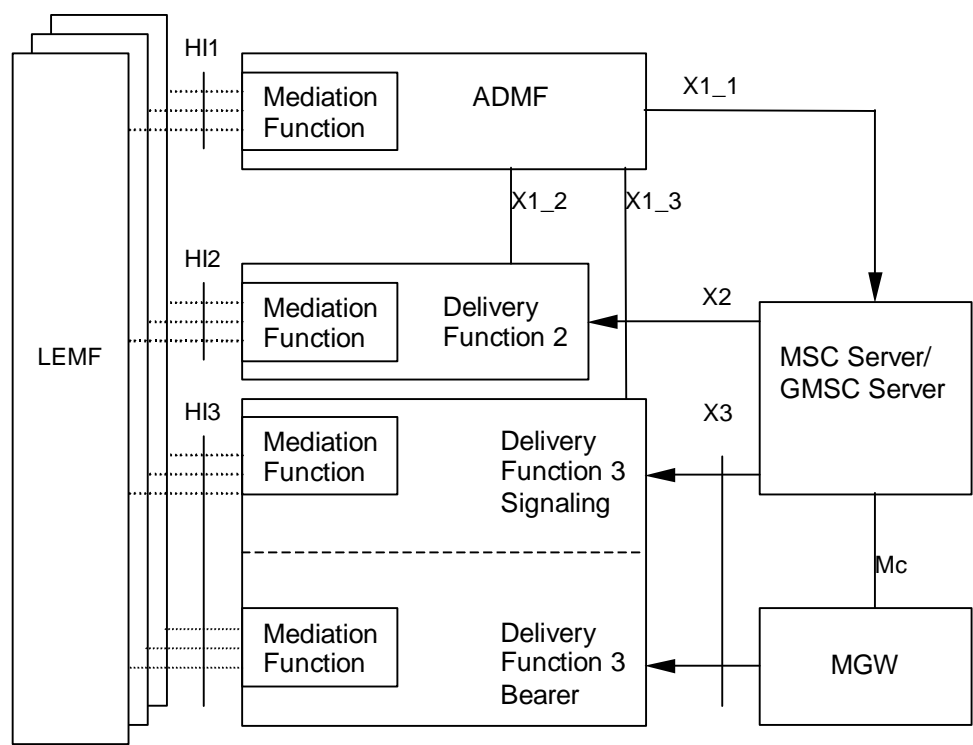 HI1
Mediation
Function
ADMF
X1_1
X1_2
X1_3
HI2
Mediation
Function
Delivery
Function 2
X2
LEMF
MSC Server/
GMSC Server
HI3
Mediation
Function
Delivery
Function 3
Signaling
X3
Mc
Mediation
Function
Delivery
Function 3
Bearer
MGW